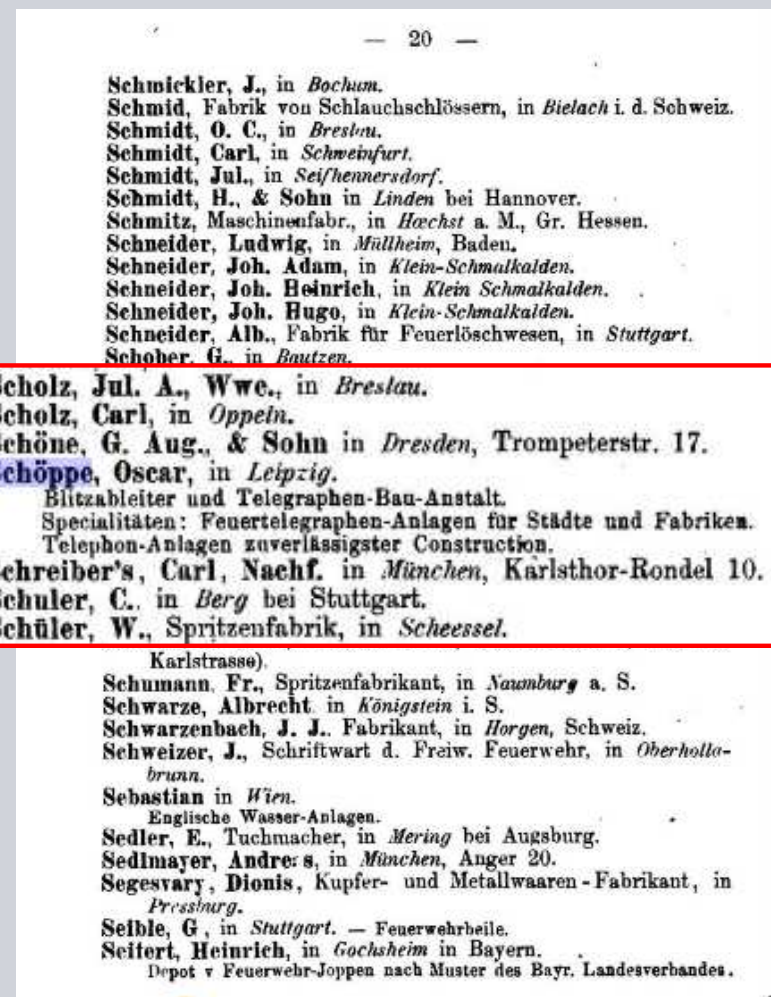 — 20 —
Schmickler, J., in Bochum.
Schmid, Fabrik von Schlauchschlössern, in Bielach i. d. Schweiz.
Schmidt, O. C., in Breslau.
Schmidt, Carl, in Schweinfurt.
Schmidt, Jul., in Seifhennersdorf.
Schmidt, H., & Sohn in Linden bei Hannover.
Schmitz, Maschinenfabr., in Hœchst a. M., Gr. Hessen.
Schneider, Ludwig, in Müllheim, Baden.
Schneider, Joh. Adam, in Klein-Schmalkalden.
Schneider, Joh. Heinrich, in Klein Schmalkalden.
Schneider, Joh. Hugo, in Klein-Schmalkalden.
Schneider, Alb., Fabrik für Feuerlöschwesen, in Stuttgart.
Schober, G., in Bautzen.
cholz, Jul. A., Wwe., in Breslau.
cholz, Carl, in Oppeln.
chöne, G. Aug., & Sohn in Dresden, Trompeterstr. 17.
chöppe, Oscar, in Leipzig.
Blitzableiter und Telegraphen-Bau-Anstalt.
Specialitäten: Feuertelegraphen-Anlagen für Städte und Fabriken.
Telephon-Anlagen zuverlässigster Construction.
chreiber's, Carl, Nachf. in München, Karlsthor-Rondel 10.
chuler, C., in Berg bei Stuttgart.
chüler, W., Spritzenfabrik, in Scheessel.
Karlstrasse).
Schumann, Fr., Spritzenfabrikant, in Naumburg a. S.
Schwarze, Albrecht in Königstein i. S.
Schwarzenbach, J. J., Fabrikant, in Horgen, Schweiz.
Schweizer, J., Schriftwart d. Freiw. Feuerwehr, in Oberholla-
brunn.
Sebastian in Wien.
Englische Wasser-Anlagen.
Sedler, E., Tuchmacher, in Mering bei Augsburg.
Sedlmayer, Andreas, in München, Anger 20.
Segesvary, Dionis, Kupfer- und Metallwaaren-Fabrikant, in
Pressburg.
Seible, G, in Stuttgart. — Feuerwehrbeile.
Seifert, Heinrich, in Gochsheim in Bayern.
Depot v Feuerwehr-Joppen nach Muster des Bayr. Landesverbandes.